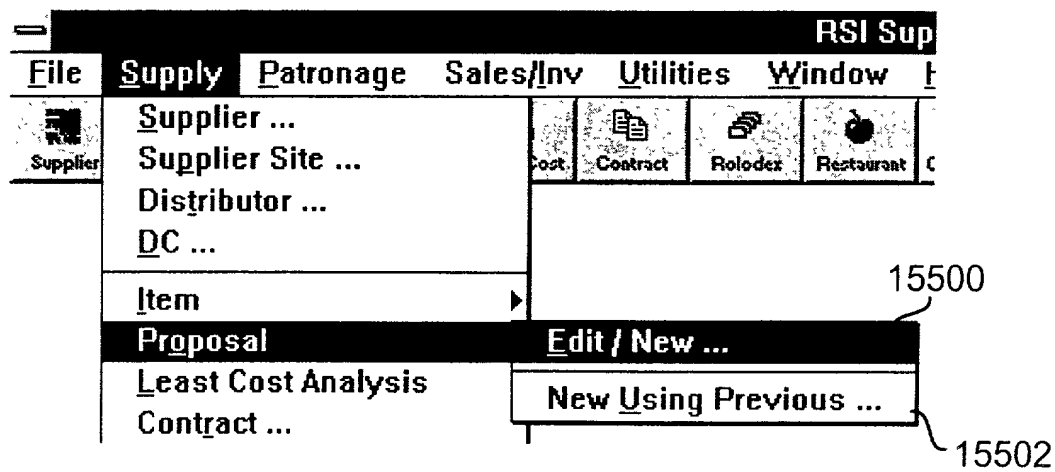 RSI Sup
File Supply Patronage Sales/Inv Utilities Window
Supplier Cost Contract Rolodex Restaurant
Supplier ...
Supplier Site ...
Distributor ...
DC ...
Item
Proposal
Least Cost Analysis
Contract ...
15500
Edit / New ...
New Using Previous ...
15502